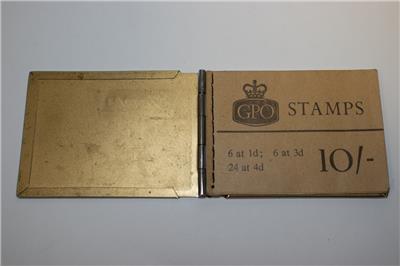 GPO STAMPS
6 at 1d; 6 at 3d
24 at 4d
10/-